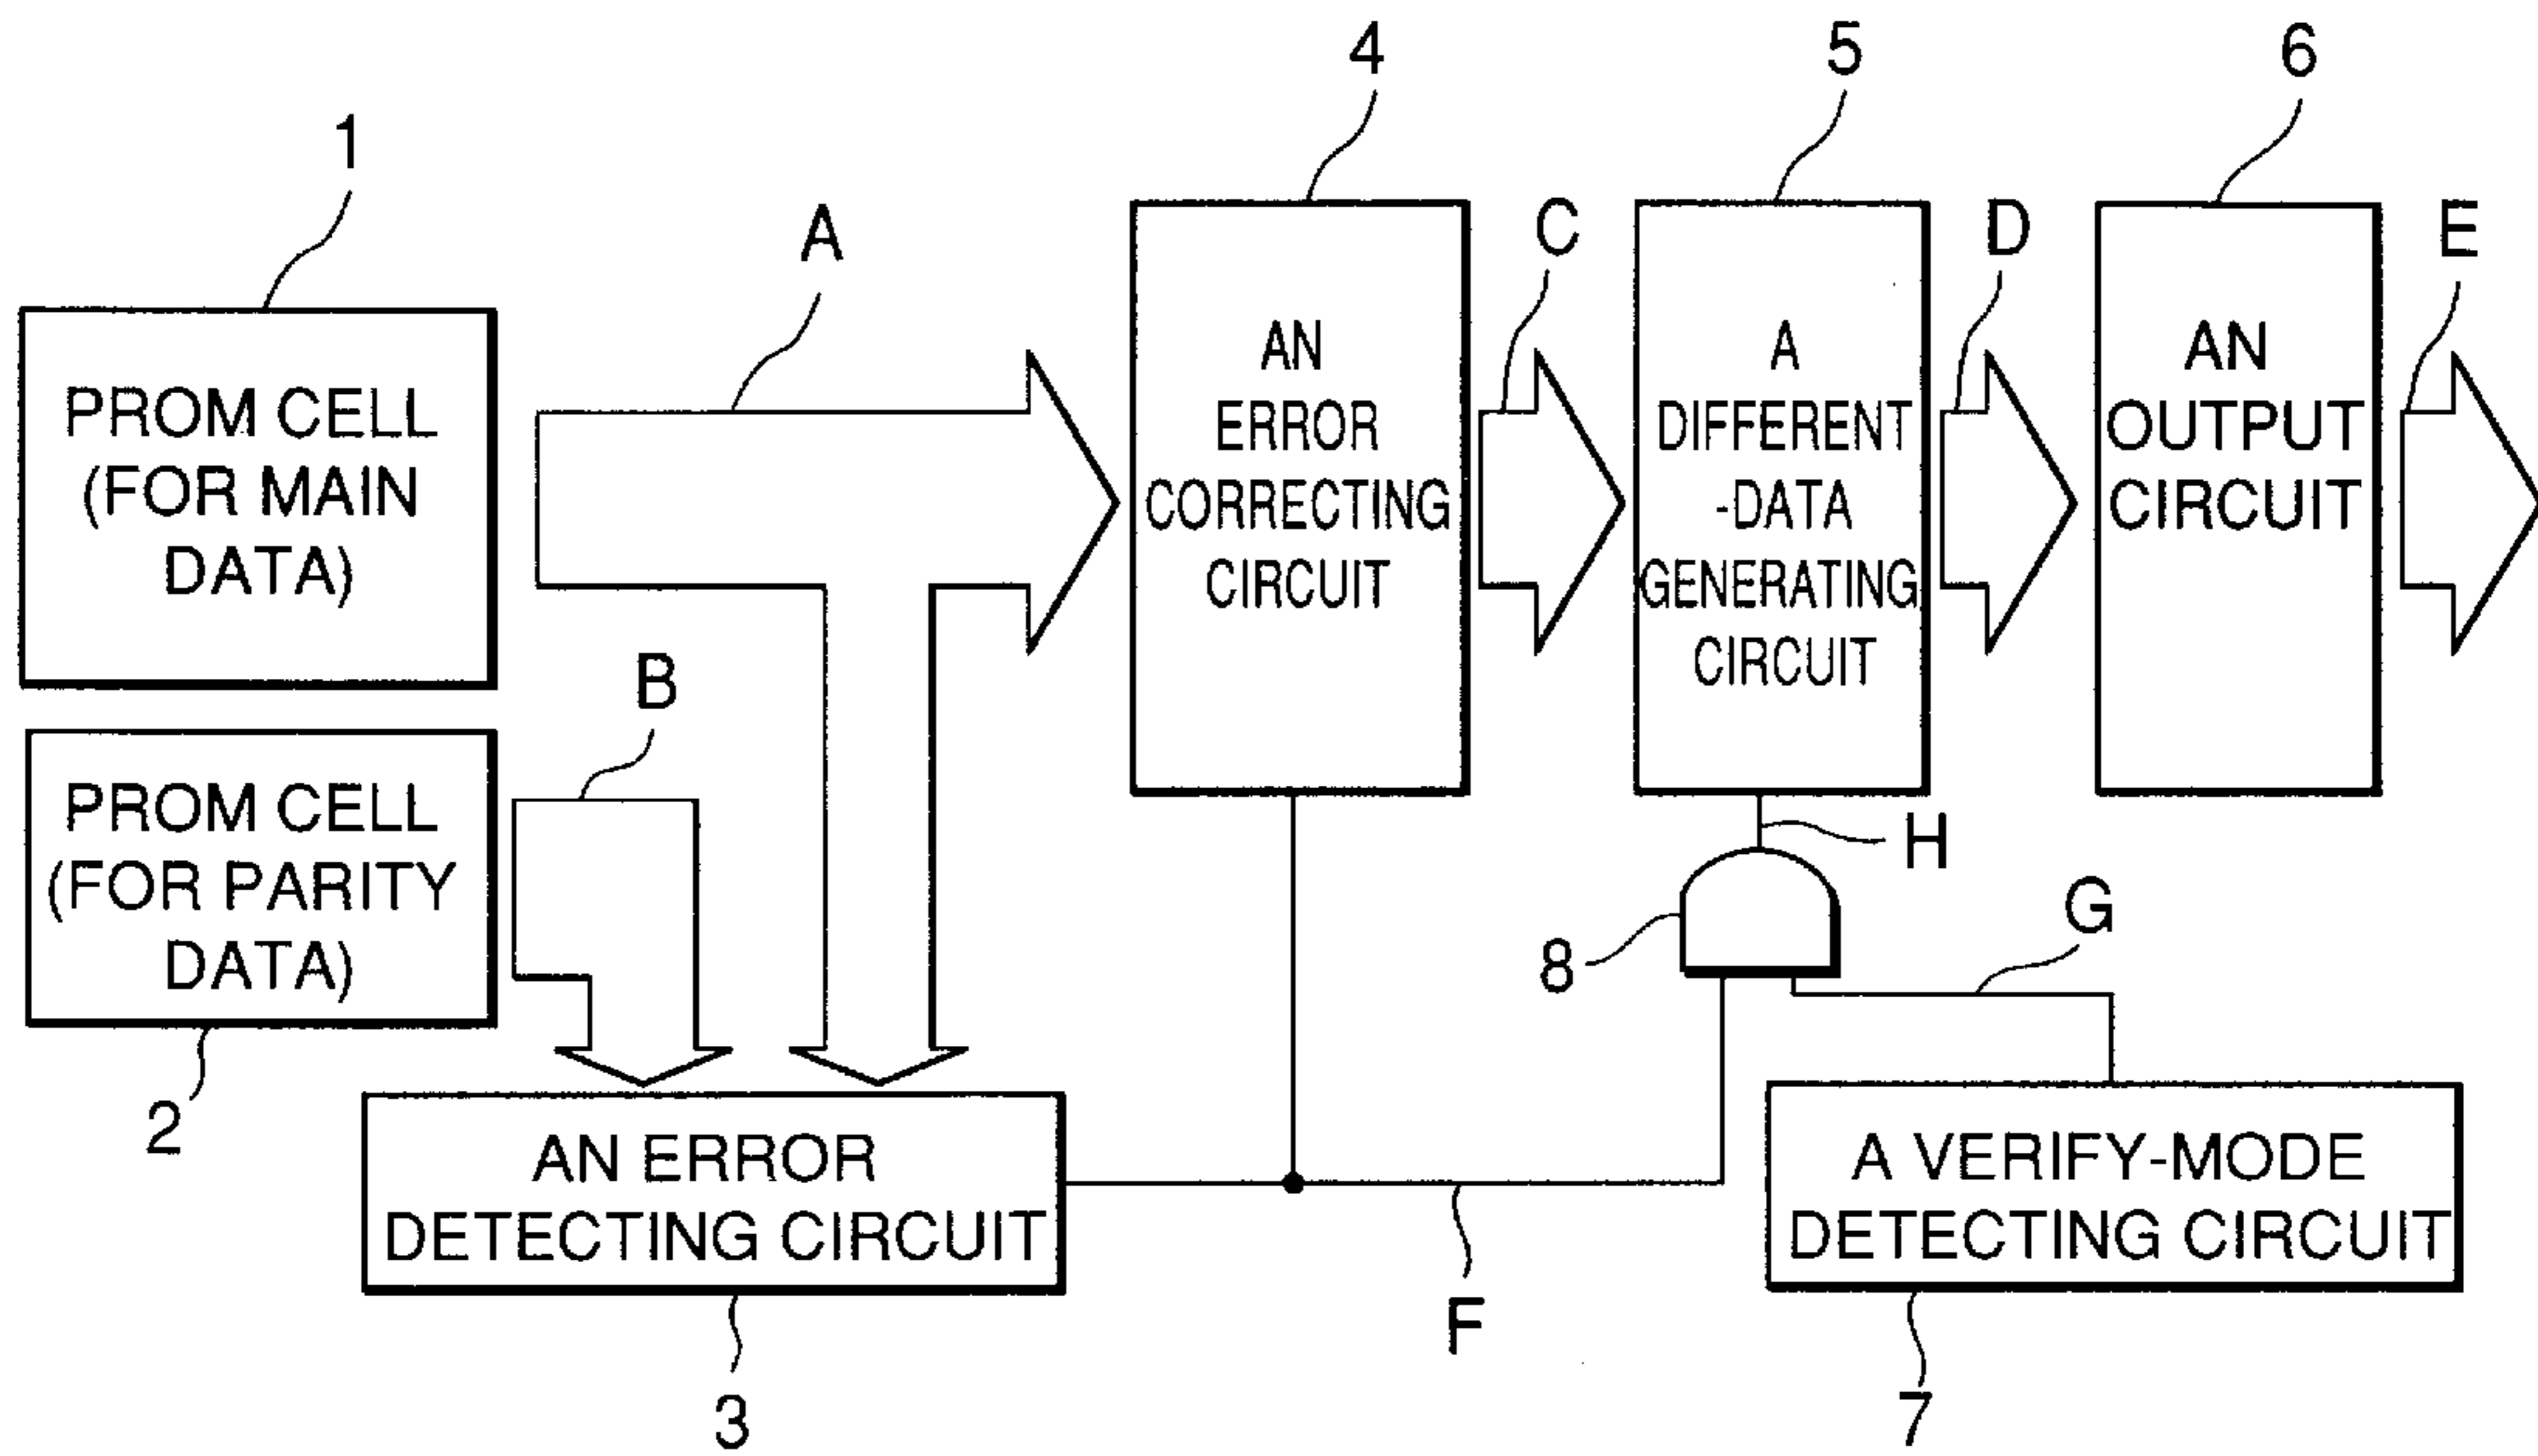 4
5
6
1
A
C
D
E
PROM CELL
(FOR MAIN
DATA)
AN
ERROR
CORRECTING
CIRCUIT
A
DIFFERENT
-DATA
GENERATING
CIRCUIT
AN
OUTPUT
CIRCUIT
B
PROM CELL
(FOR PARITY
DATA)
H
G
8
2
AN ERROR
DETECTING CIRCUIT
A VERIFY-MODE
DETECTING CIRCUIT
F
3
7